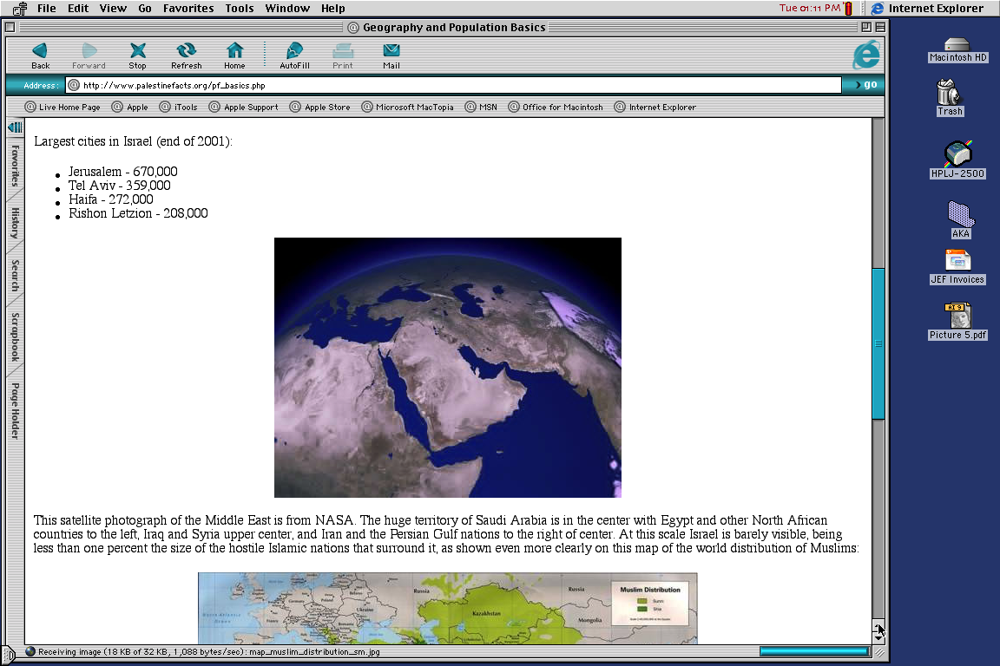 File Edit View Go Favorites Tools Window Help
Tue 01:11 PM
Internet Explorer
Geography and Population Basics
Back Forward Stop Refresh Home AutoFill Print Mail
Address: http://www.palestinefacts.org/pf_basics.php go
Live Home Page Apple iTools Apple Support Apple Store Microsoft MacTopia MSN Office for Macintosh Internet Explorer
Favorites
History
Search
Scrapbook
Page Holder
Largest cities in Israel (end of 2001):
Jerusalem - 670,000
Tel Aviv - 359,000
Haifa - 272,000
Rishon Letzion - 208,000
This satellite photograph of the Middle East is from NASA. The huge territory of Saudi Arabia is in the center with Egypt and other North African
countries to the left, Iraq and Syria upper center, and Iran and the Persian Gulf nations to the right of center. At this scale Israel is barely visible, being
less than one percent the size of the hostile Islamic nations that surround it, as shown even more clearly on this map of the world distribution of Muslims:
Russia
Russia
Muslim Distribution
Sunni
Shia
Germany
Poland
Belarus
Ukraine
France
Romania
Kazakhstan
Mongolia
Receiving image (18 KB of 32 KB, 1,088 bytes/sec): map_muslim_distribution_sm.jpg
Macintosh HD
Trash
HPLJ-2500
AKA
JEF Invoices
AI 9
Picture 5.pdf